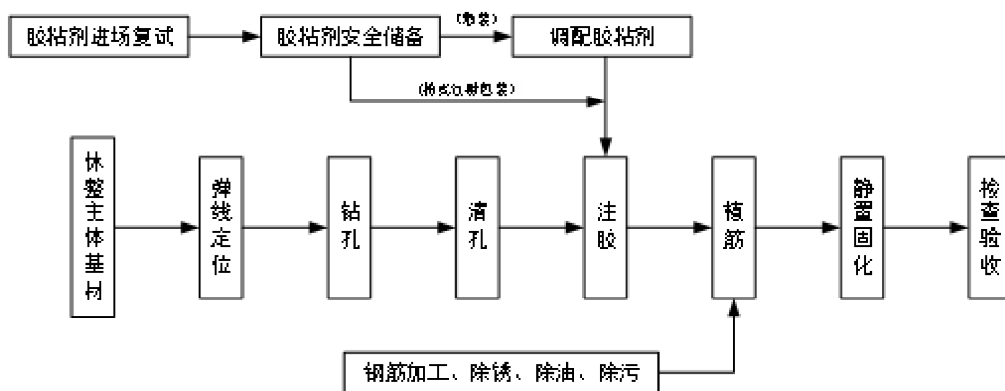 胶粘剂进场复试
胶粘剂安全储备
(散装)
调配胶粘剂
休整主体基材
弹线定位
钻孔
清孔
注胶
植筋
静置固化
检查验收
钢筋加工、除锈、除油、除污